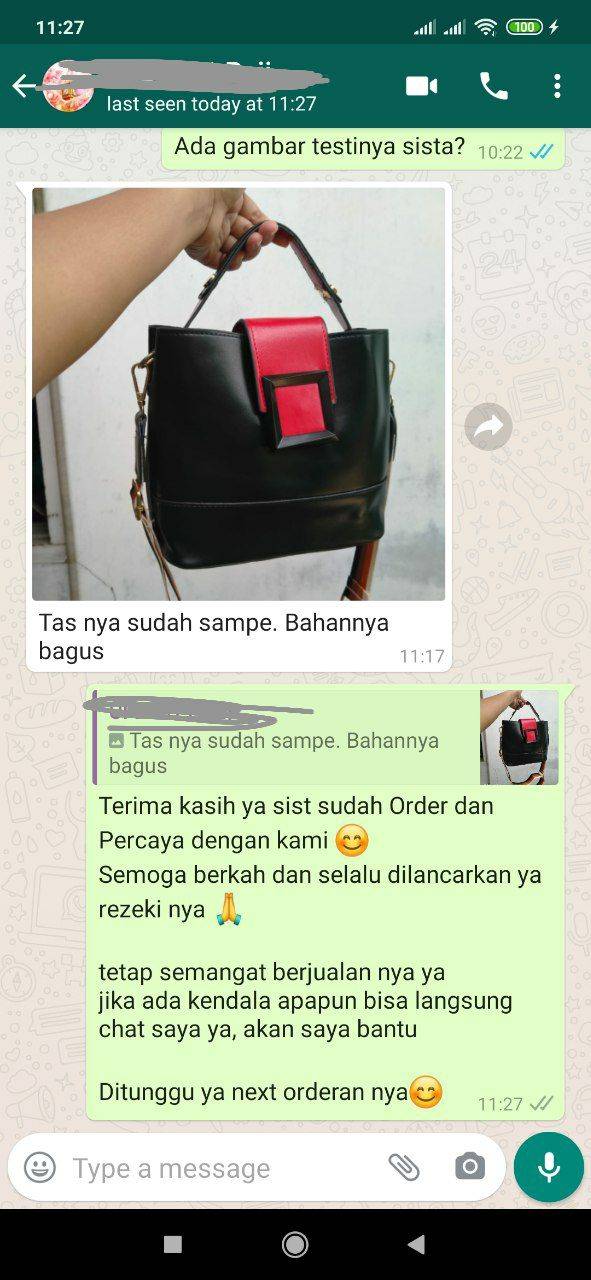 11:27
100
last seen today at 11:27
Ada gambar testinya sista? 10:22
Tas nya sudah sampe. Bahannya
bagus
11:17
Tas nya sudah sampe. Bahannya
bagus
Terima kasih ya sist sudah Order dan
Percaya dengan kami 😊
Semoga berkah dan selalu dilancarkan ya
rezeki nya 🙏
tetap semangat berjualan nya ya
jika ada kendala apapun bisa langsung
chat saya ya, akan saya bantu
Ditunggu ya next orderan nya😊 11:27
Type a message